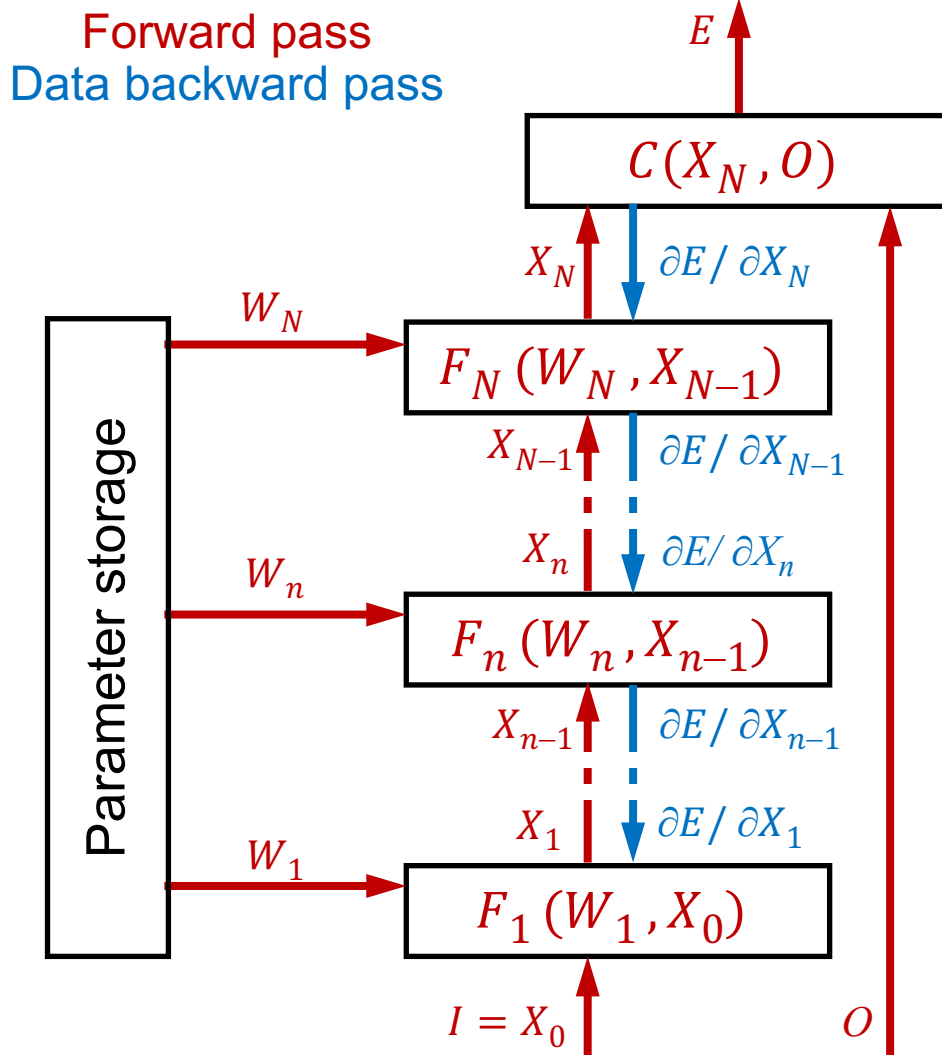 Forward pass
Data backward pass
E
C(X_N, O)
X_N
∂E/ ∂X_N
W_N
F_N (W_N, X_{N−1})
X_{N−1}
∂E/ ∂X_{N−1}
Parameter storage
X_n
∂E/ ∂X_n
W_n
F_n (W_n, X_{n−1})
X_{n−1}
∂E/ ∂X_{n−1}
X_1
∂E/ ∂X_1
W_1
F_1 (W_1, X_0)
I = X_0
O